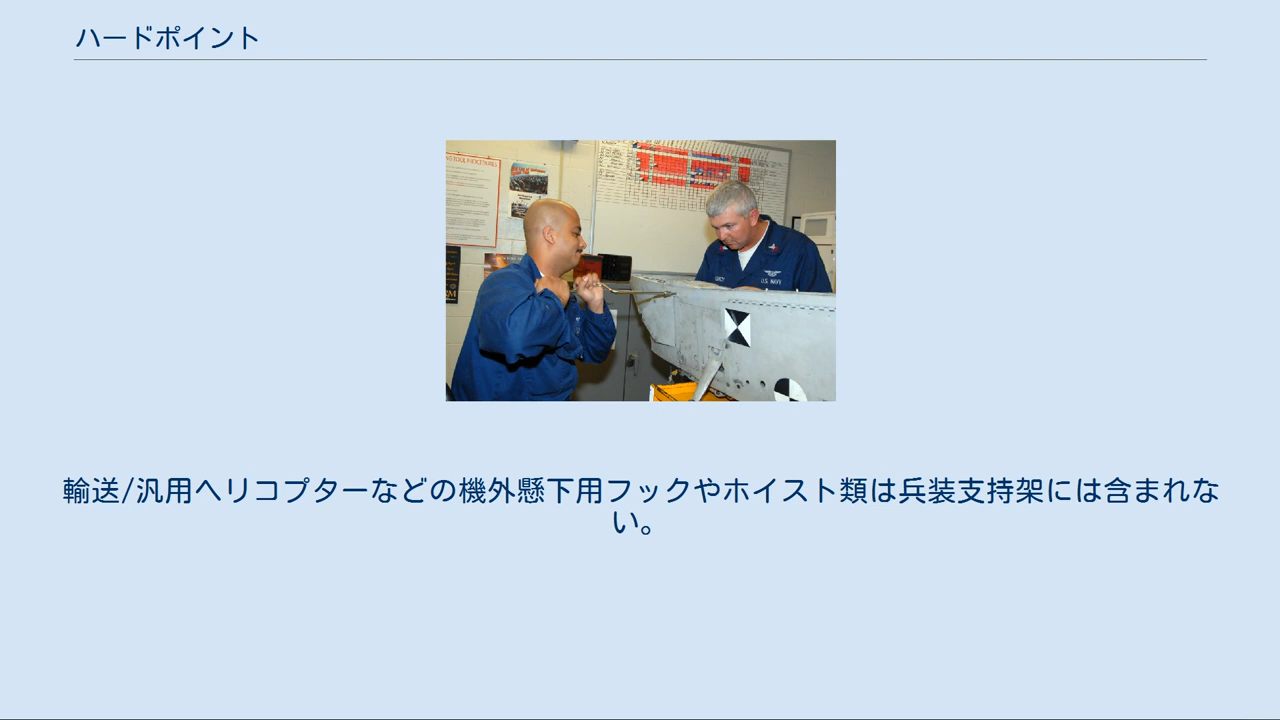 ハードポイント
輸送/汎用ヘリコプターなどの機外懸下用フックやホイスト類は兵装支持架には含まれな
い。
U.S. NAVY